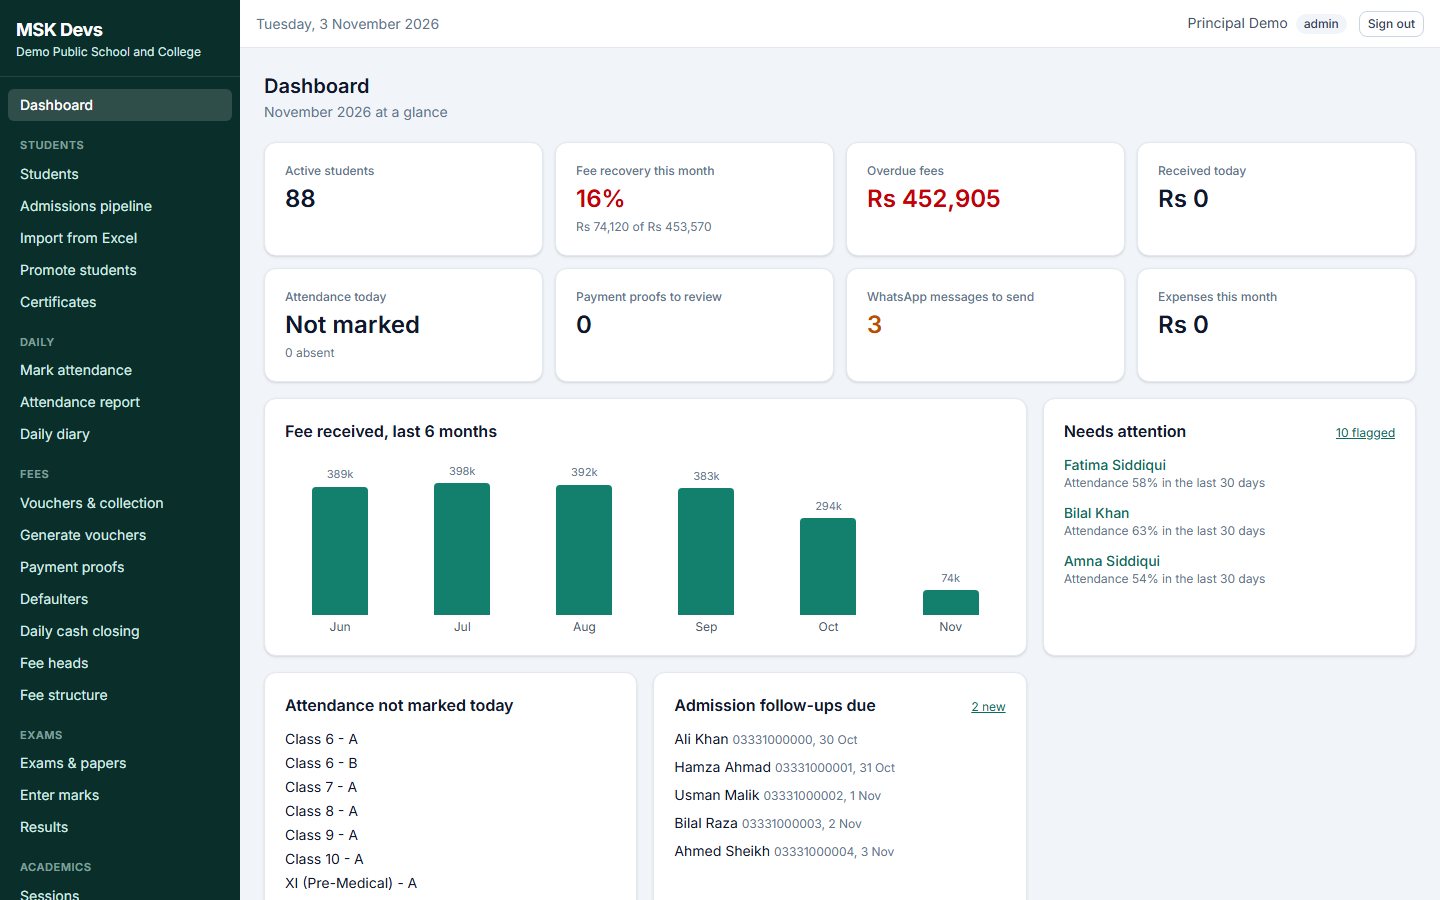 MSK Devs
Demo Public School and College
Dashboard
STUDENTS
Students
Admissions pipeline
Import from Excel
Promote students
Certificates
DAILY
Mark attendance
Attendance report
Daily diary
FEES
Vouchers & collection
Generate vouchers
Payment proofs
Defaulters
Daily cash closing
Fee heads
Fee structure
EXAMS
Exams & papers
Enter marks
Results
ACADEMICS
Sessions
Tuesday, 3 November 2026
Principal Demo admin Sign out
Dashboard
November 2026 at a glance
Active students
88
Fee recovery this month
16%
Rs 74,120 of Rs 453,570
Overdue fees
Rs 452,905
Received today
Rs 0
Attendance today
Not marked
0 absent
Payment proofs to review
0
WhatsApp messages to send
3
Expenses this month
Rs 0
Fee received, last 6 months
389k 398k 392k 383k 294k 74k
Jun Jul Aug Sep Oct Nov
Needs attention 10 flagged
Fatima Siddiqui
Attendance 58% in the last 30 days
Bilal Khan
Attendance 63% in the last 30 days
Amna Siddiqui
Attendance 54% in the last 30 days
Attendance not marked today
Class 6 - A
Class 6 - B
Class 7 - A
Class 8 - A
Class 9 - A
Class 10 - A
XI (Pre-Medical) - A
Admission follow-ups due 2 new
Ali Khan 03331000000, 30 Oct
Hamza Ahmad 03331000001, 31 Oct
Usman Malik 03331000002, 1 Nov
Bilal Raza 03331000003, 2 Nov
Ahmed Sheikh 03331000004, 3 Nov